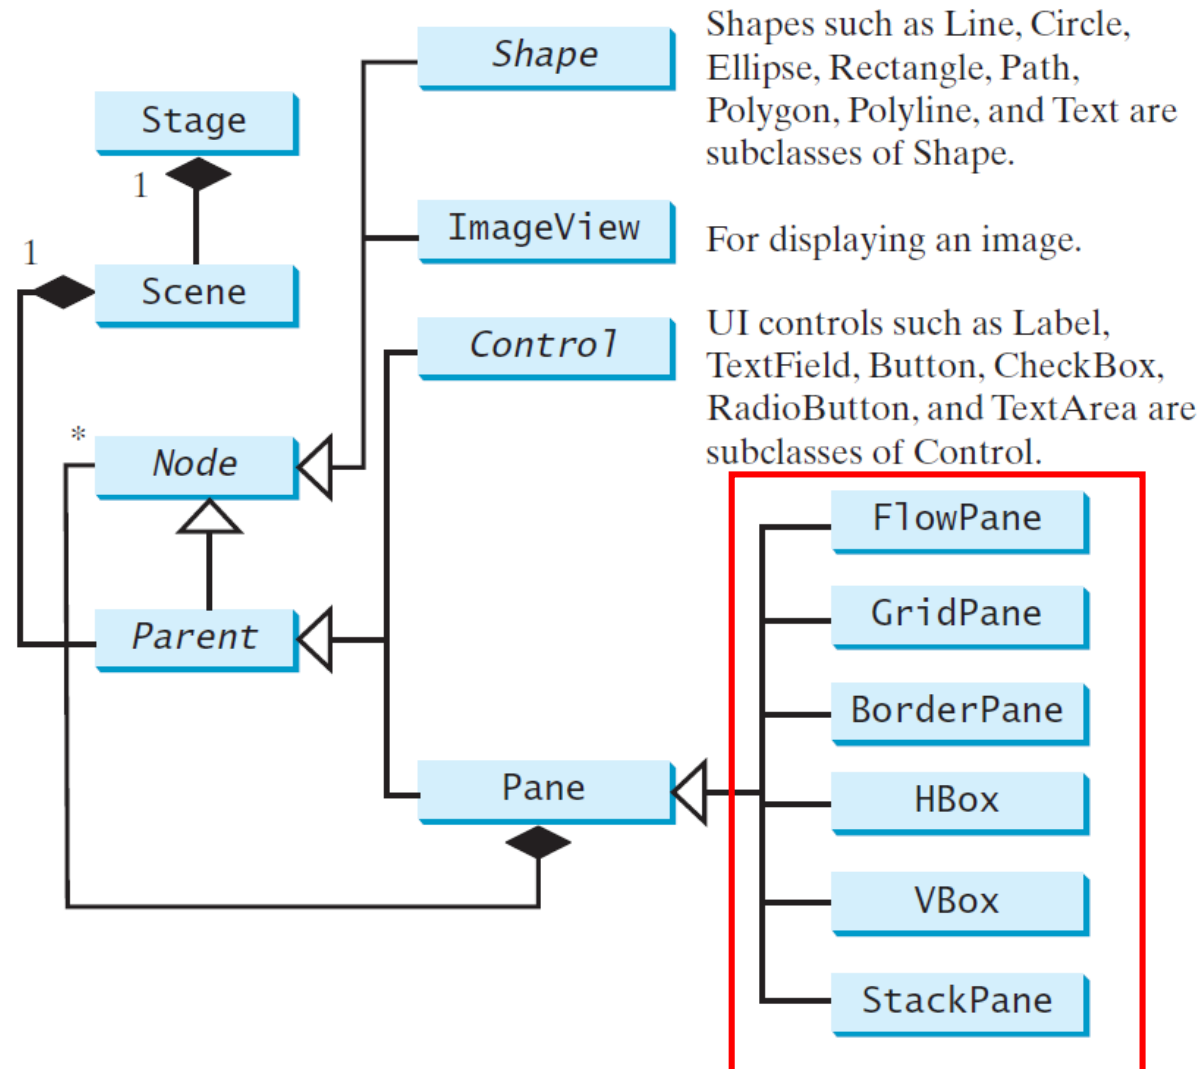 Shape
Shapes such as Line, Circle,
Ellipse, Rectangle, Path,
Polygon, Polyline, and Text are
subclasses of Shape.
Stage
1
ImageView
For displaying an image.
1
Scene
Control
UI controls such as Label,
TextField, Button, CheckBox,
RadioButton, and TextArea are
subclasses of Control.
*
Node
Parent
Pane
FlowPane
GridPane
BorderPane
HBox
VBox
StackPane